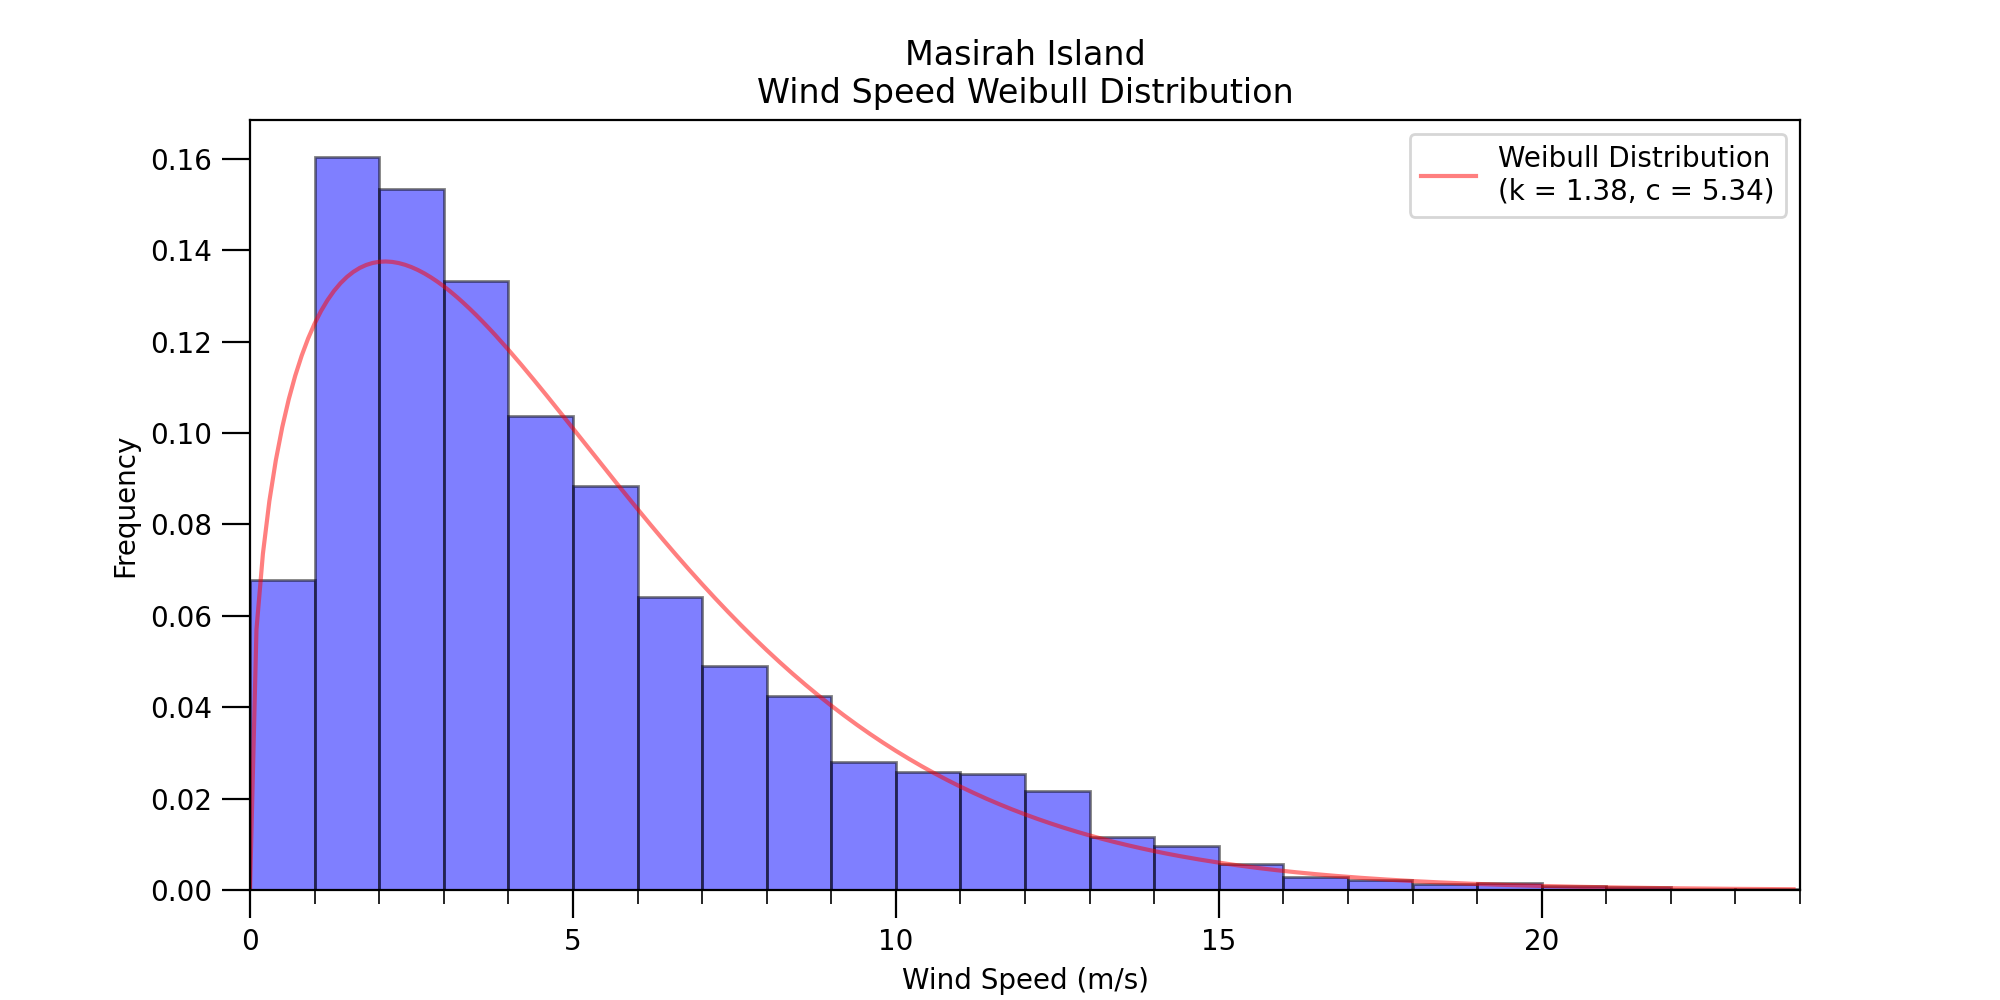 Masirah Island
Wind Speed Weibull Distribution
Weibull Distribution
(k = 1.38, c = 5.34)
0.16
0.14
0.12
0.10
0.08
0.06
0.04
0.02
0.00
Frequency
0 5 10 15 20
Wind Speed (m/s)